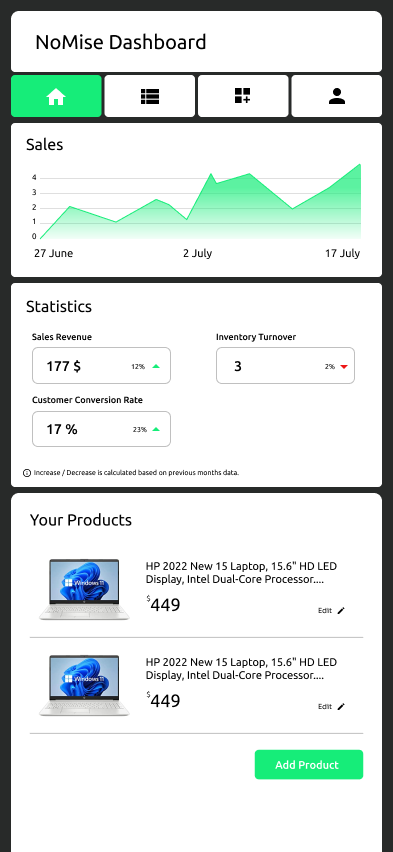 NoMise Dashboard
Sales
4
3
2
1
0
27 June 2 July 17 July
Statistics
Sales Revenue Inventory Turnover
177 $ 12% 3 2%
Customer Conversion Rate
17 % 23%
Increase / Decrease is calculated based on previous months data.
Your Products
HP 2022 New 15 Laptop, 15.6" HD LED
Display, Intel Dual-Core Processor....
Windows 11
$449
Edit
HP 2022 New 15 Laptop, 15.6" HD LED
Display, Intel Dual-Core Processor....
Windows 11
$449
Edit
Add Product